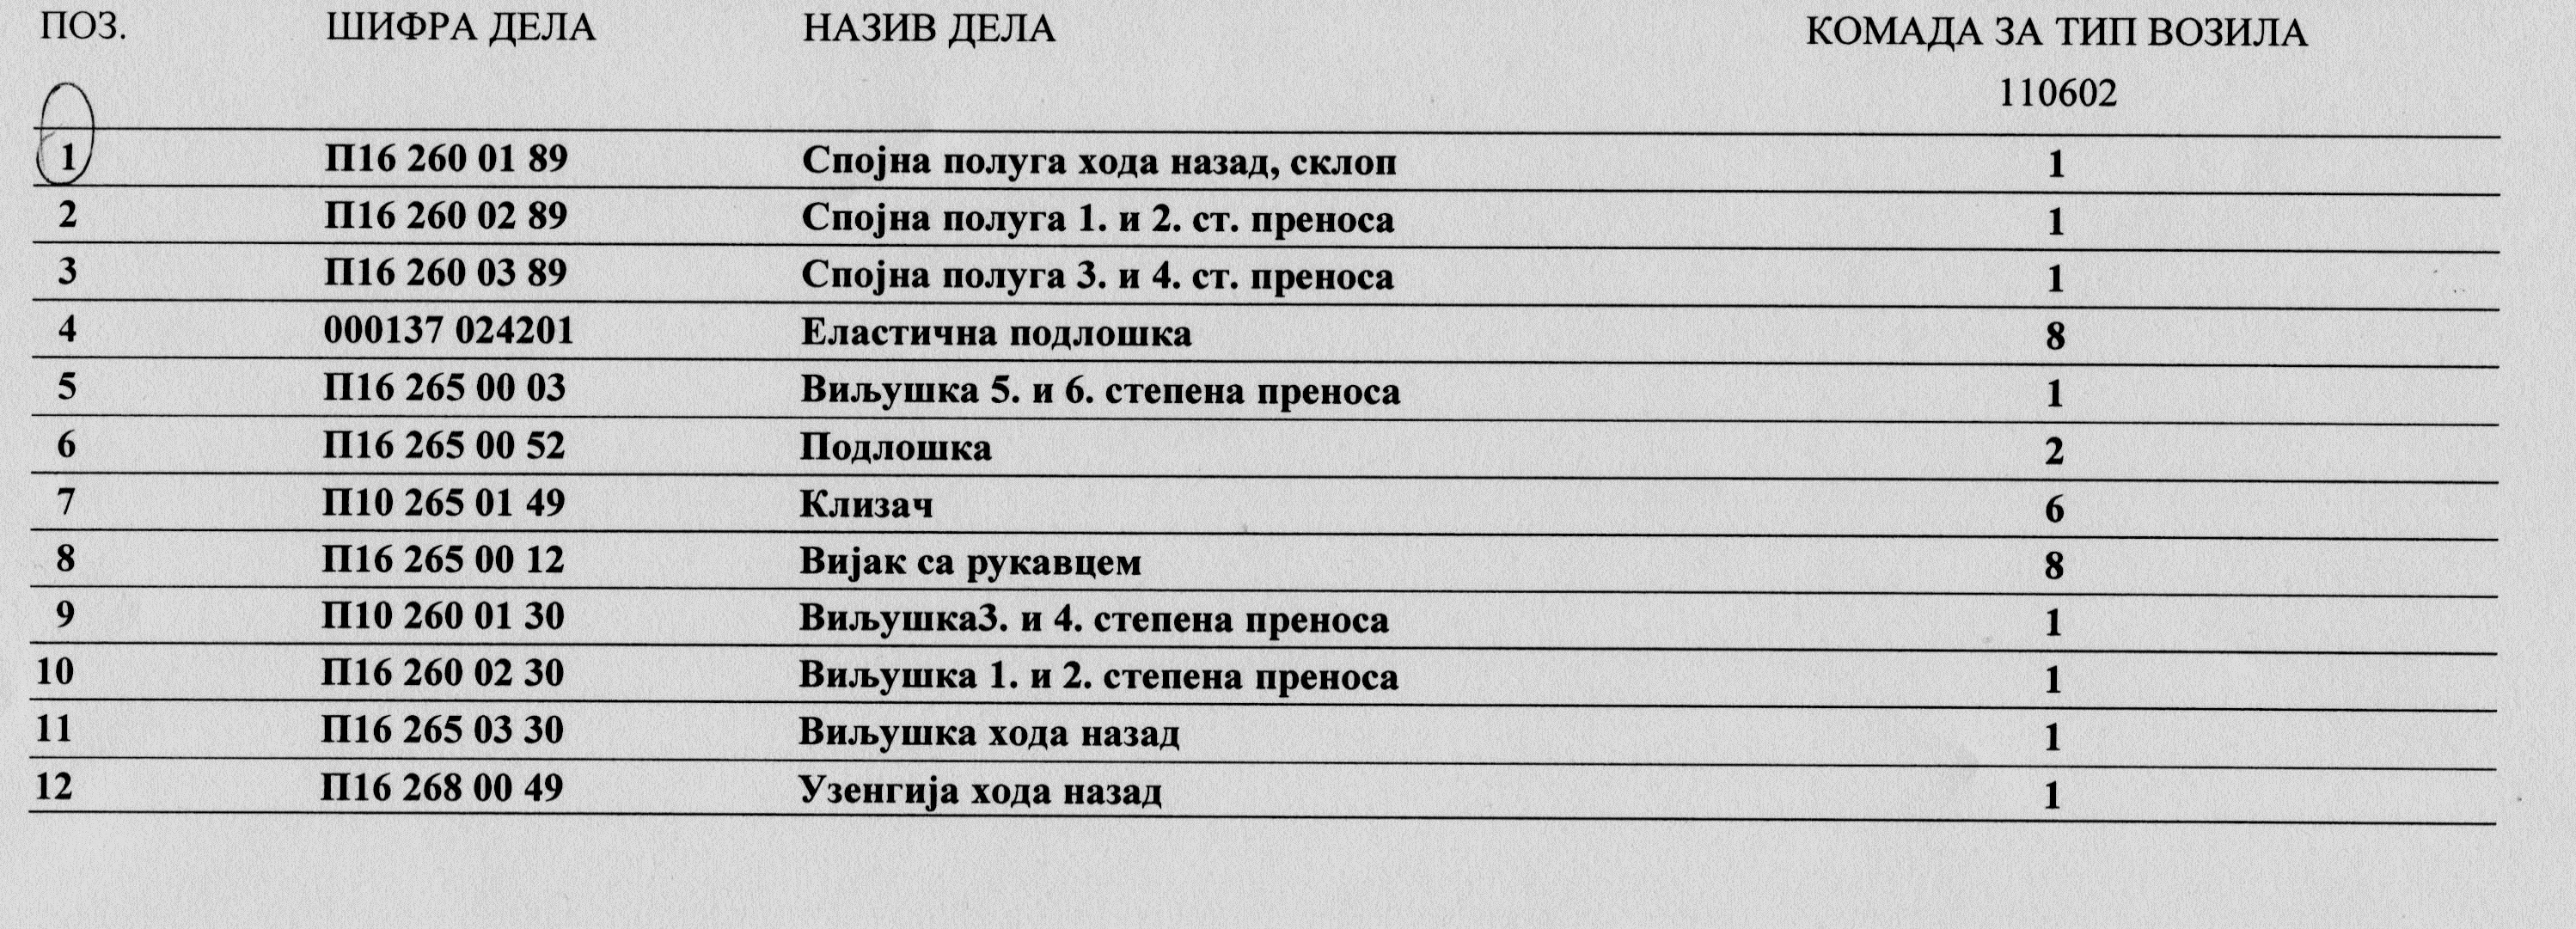 ПОЗ. ШИФРА ДЕЛА НАЗИВ ДЕЛА КОМАДА ЗА ТИП ВОЗИЛА
110602
1 П16 260 01 89 Спојна полуга хода назад, склоп 1
2 П16 260 02 89 Спојна полуга 1. и 2. ст. преноса 1
3 П16 260 03 89 Спојна полуга 3. и 4. ст. преноса 1
4 000137 024201 Еластична подлошка 8
5 П16 265 00 03 Виљушка 5. и 6. степена преноса 1
6 П16 265 00 52 Подлошка 2
7 П10 265 01 49 Клизач 6
8 П16 265 00 12 Вијак са рукавцем 8
9 П10 260 01 30 Виљушка3. и 4. степена преноса 1
10 П16 260 02 30 Виљушка 1. и 2. степена преноса 1
11 П16 265 03 30 Виљушка хода назад 1
12 П16 268 00 49 Узенгија хода назад 1